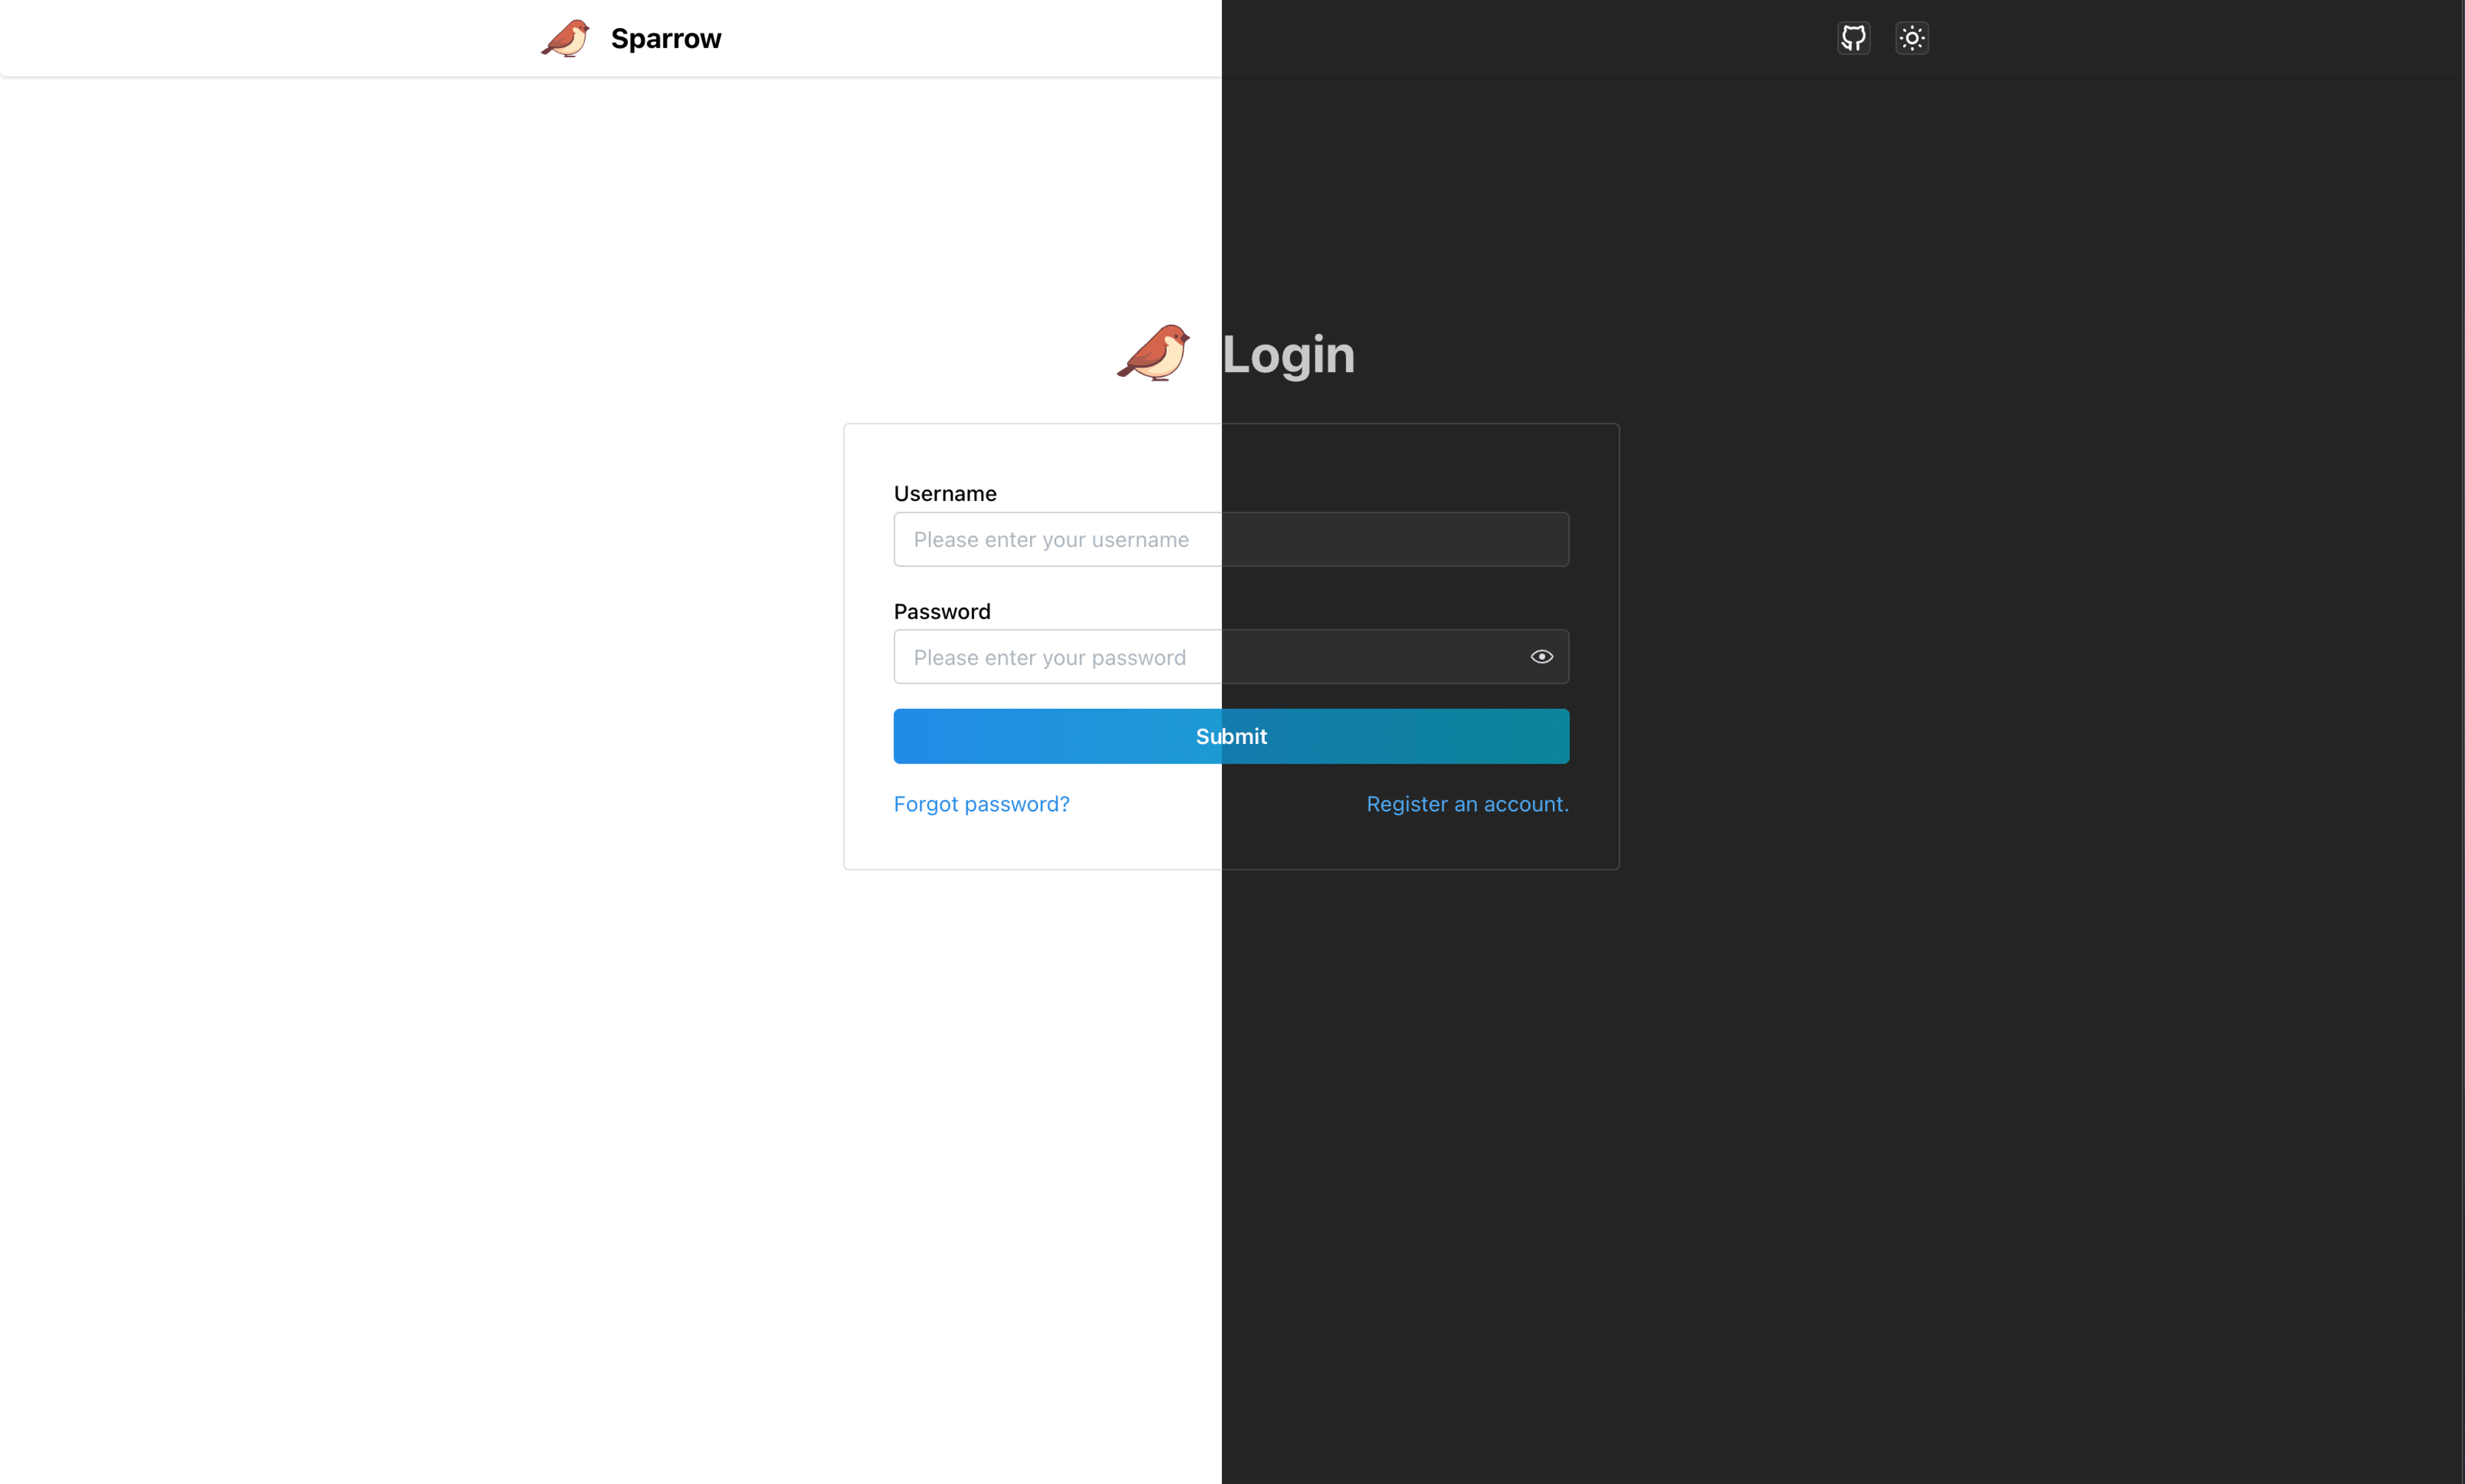 Sparrow
Login
Username
Please enter your username
Password
Please enter your password
Submit
Forgot password?
Register an account.